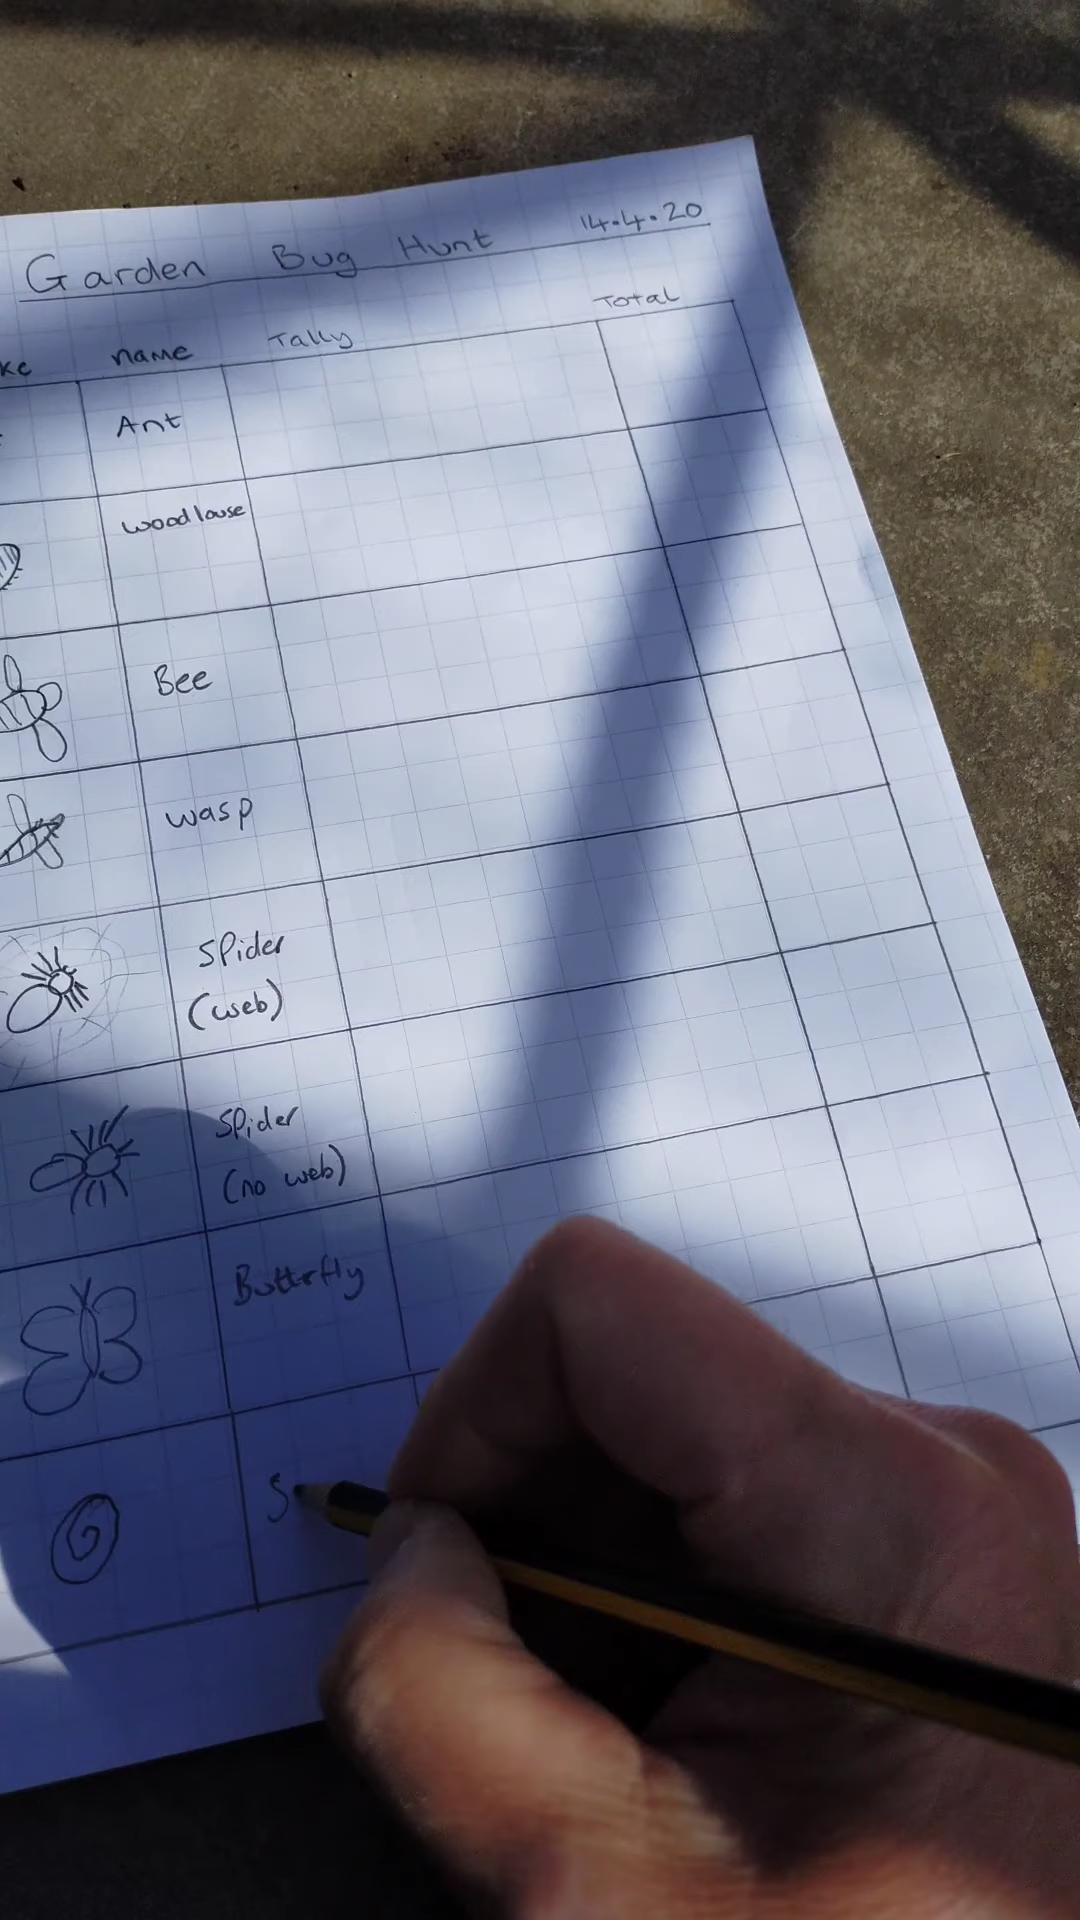 Garden Bug Hunt 14.4.20
ke name Tally Total
Ant
woodlouse
Bee
wasp
Spider
(web)
Spider
(no web)
Butterfly
S